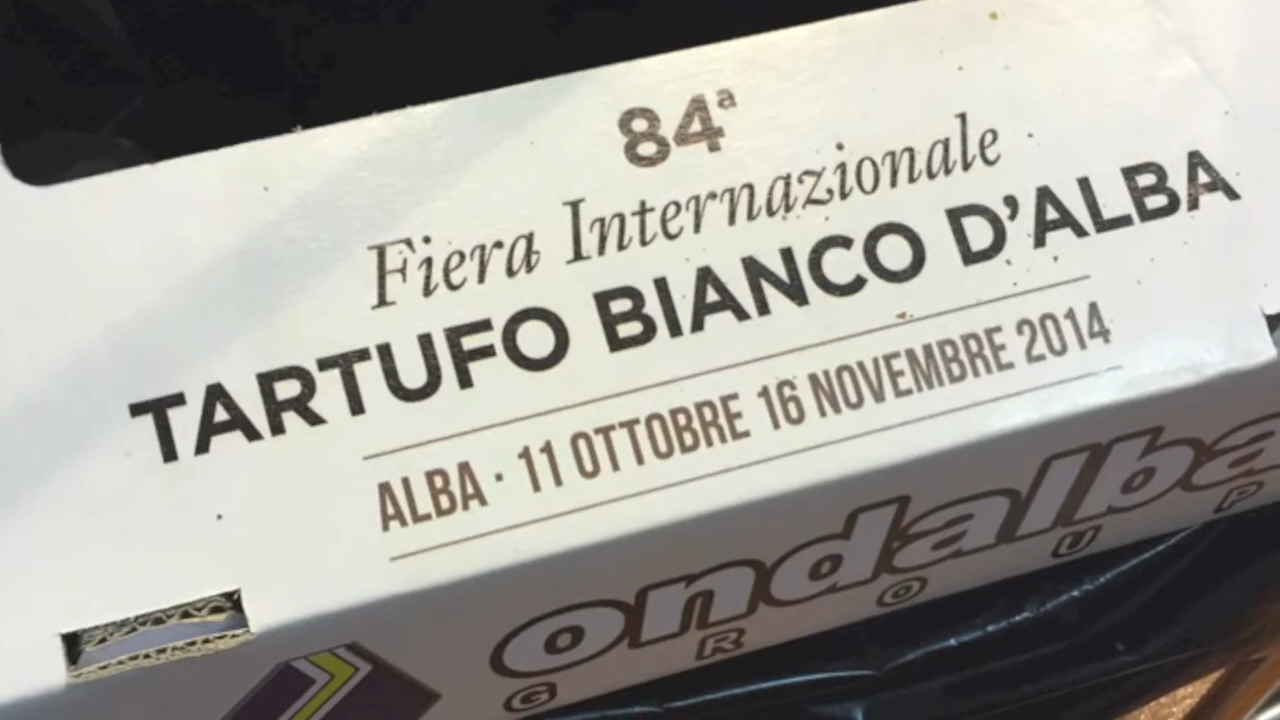 84ª
Fiera Internazionale
TARTUFO BIANCO D'ALBA
ALBA · 11 OTTOBRE 16 NOVEMBRE 2014
ondalba
GROUP